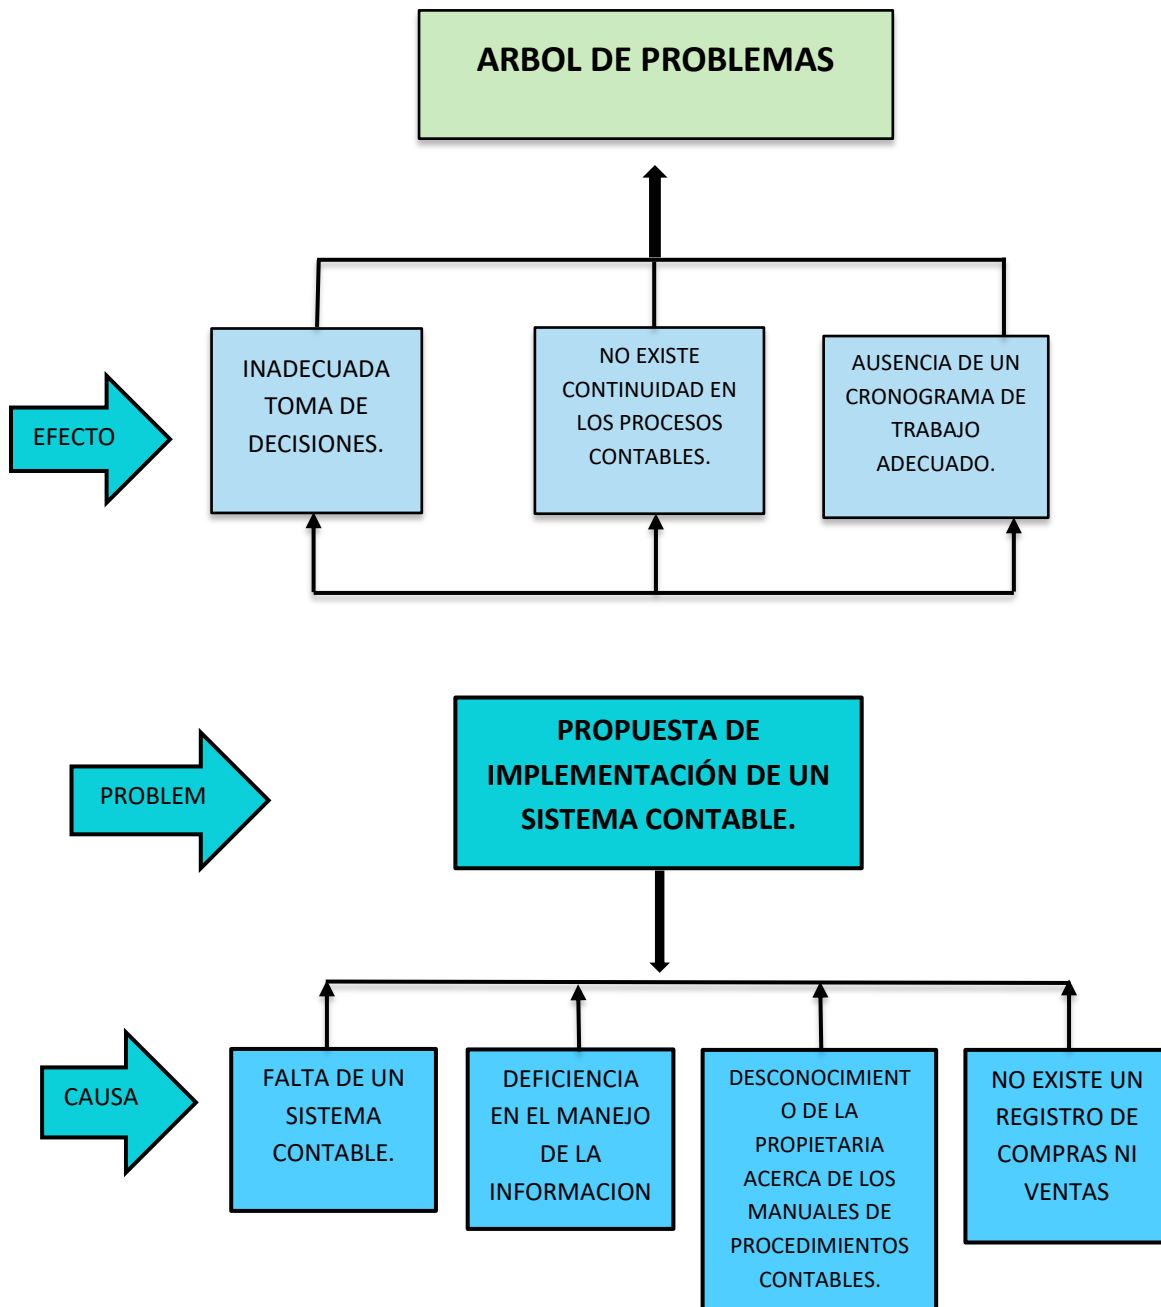 ARBOL DE PROBLEMAS
EFECTO
INADECUADA
TOMA DE
DECISIONES.
NO EXISTE
CONTINUIDAD EN
LOS PROCESOS
CONTABLES.
AUSENCIA DE UN
CRONOGRAMA DE
TRABAJO
ADECUADO.
PROBLEM
PROPUESTA DE
IMPLEMENTACIÓN DE UN
SISTEMA CONTABLE.
CAUSA
FALTA DE UN
SISTEMA
CONTABLE.
DEFICIENCIA
EN EL MANEJO
DE LA
INFORMACION
DESCONOCIMIENT
O DE LA
PROPIETARIA
ACERCA DE LOS
MANUALES DE
PROCEDIMIENTOS
CONTABLES.
NO EXISTE UN
REGISTRO DE
COMPRAS NI
VENTAS